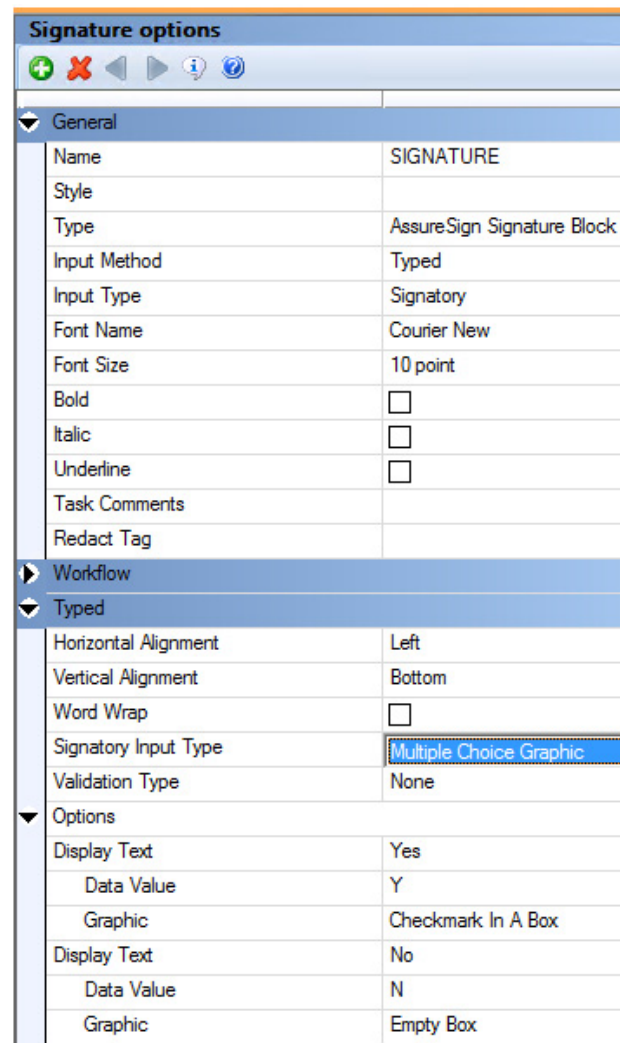 Signature options
General
Name SIGNATURE
Style
Type AssureSign Signature Block
Input Method Typed
Input Type Signatory
Font Name Courier New
Font Size 10 point
Bold
Italic
Underline
Task Comments
Redact Tag
Workflow
Typed
Horizontal Alignment Left
Vertical Alignment Bottom
Word Wrap
Signatory Input Type Multiple Choice Graphic
Validation Type None
Options
Display Text Yes
Data Value Y
Graphic Checkmark In A Box
Display Text No
Data Value N
Graphic Empty Box